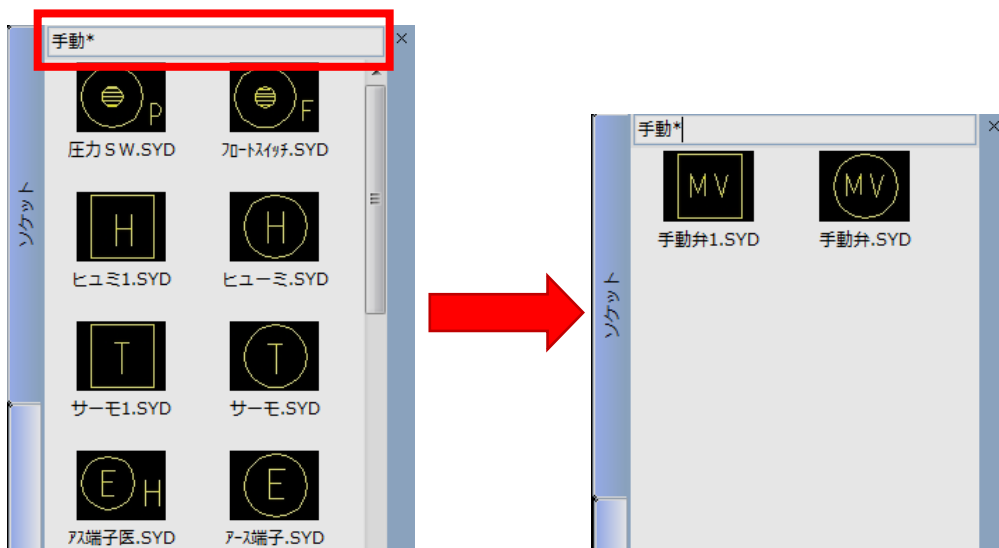 手動*
×
P
F
圧力ＳＷ.SYD
ﾌﾛｰﾄｽｲｯﾁ.SYD
ソケット
H
H
ヒュミ1.SYD
ヒューミ.SYD
T
T
サーモ1.SYD
サーモ.SYD
E H
E
ｱｽ端子医.SYD
ｱｰｽ端子.SYD
手動*
×
MV
MV
手動弁1.SYD
手動弁.SYD
ソケット